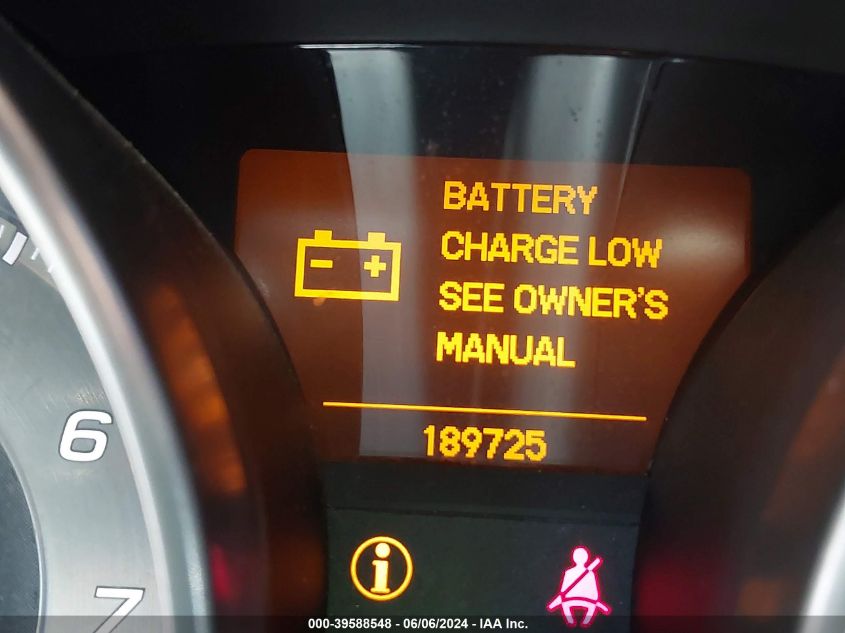 BATTERY
CHARGE LOW
SEE OWNER'S
MANUAL
189725
6
7
000-39588548 - 06/06/2024 - IAA Inc.